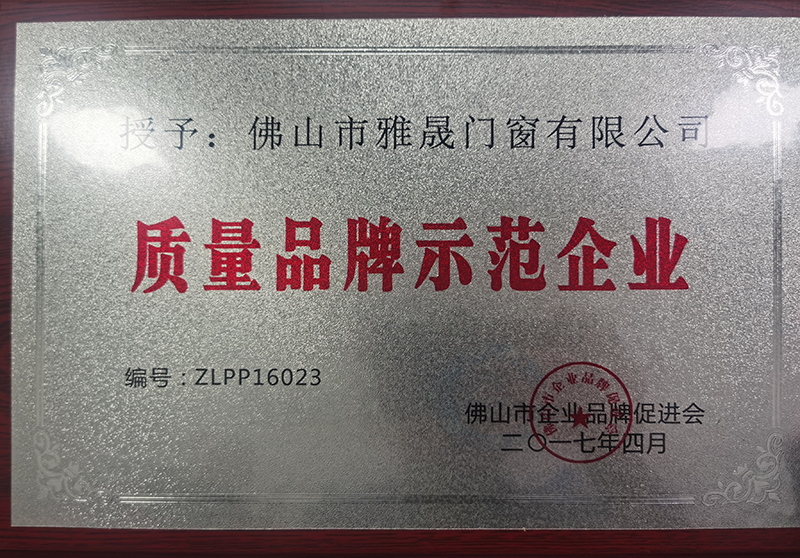 授予：佛山市雅晟门窗有限公司
质量品牌示范企业
编号：ZLPP16023
佛山市企业品牌促进会
二〇一七年四月